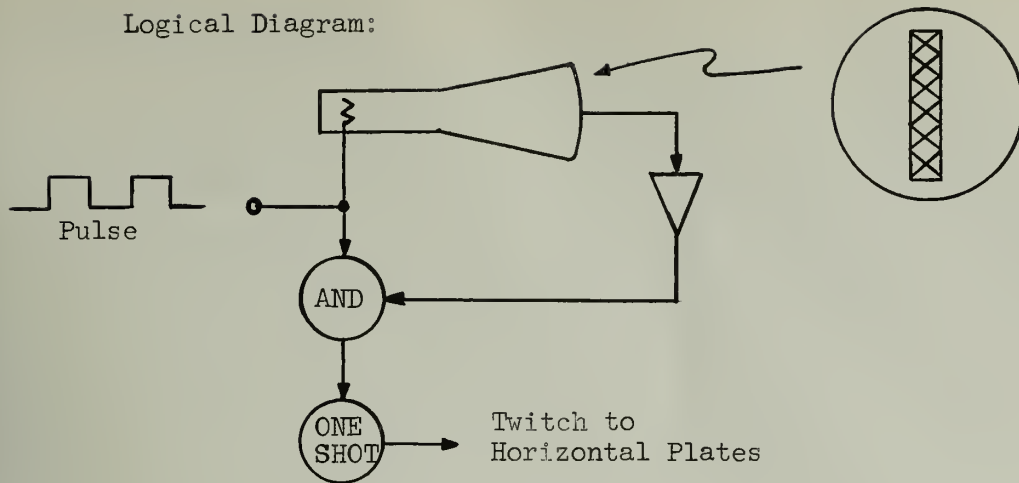 Logical Diagram:
Pulse
AND
ONE
SHOT
Twitch to
Horizontal Plates